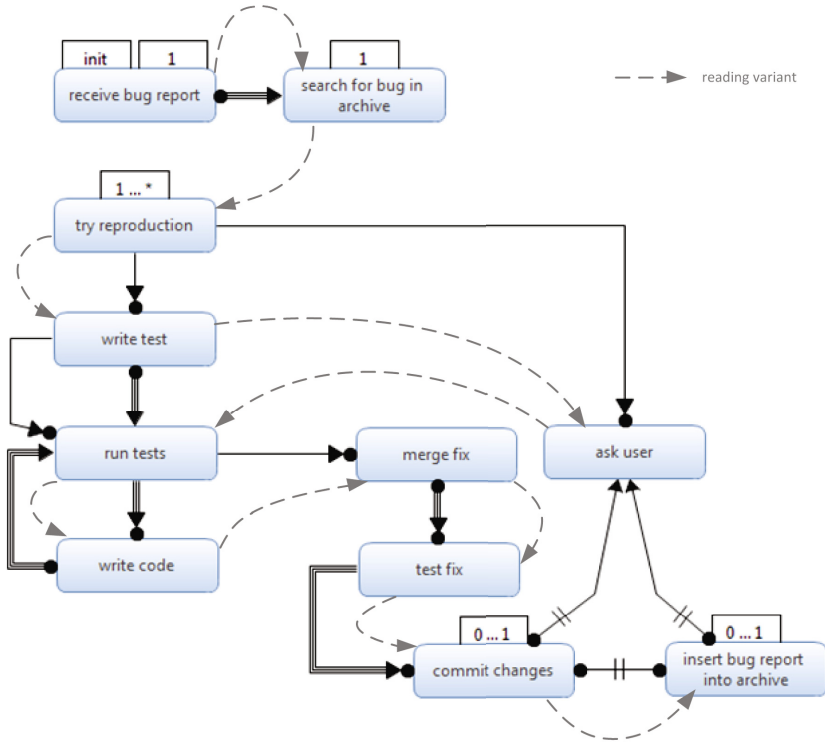 init
1
receive bug report
1
search for bug in
archive
reading variant
1 ... *
try reproduction
write test
run tests
merge fix
ask user
write code
test fix
0 ... 1
commit changes
0 ... 1
insert bug report
into archive